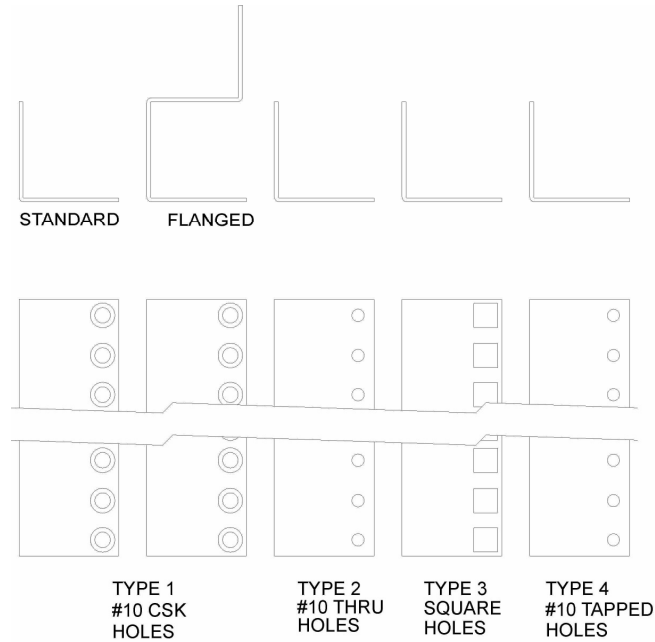 STANDARD
FLANGED
TYPE 1
#10 CSK
HOLES
TYPE 2
#10 THRU
HOLES
TYPE 3
SQUARE
HOLES
TYPE 4
#10 TAPPED
HOLES